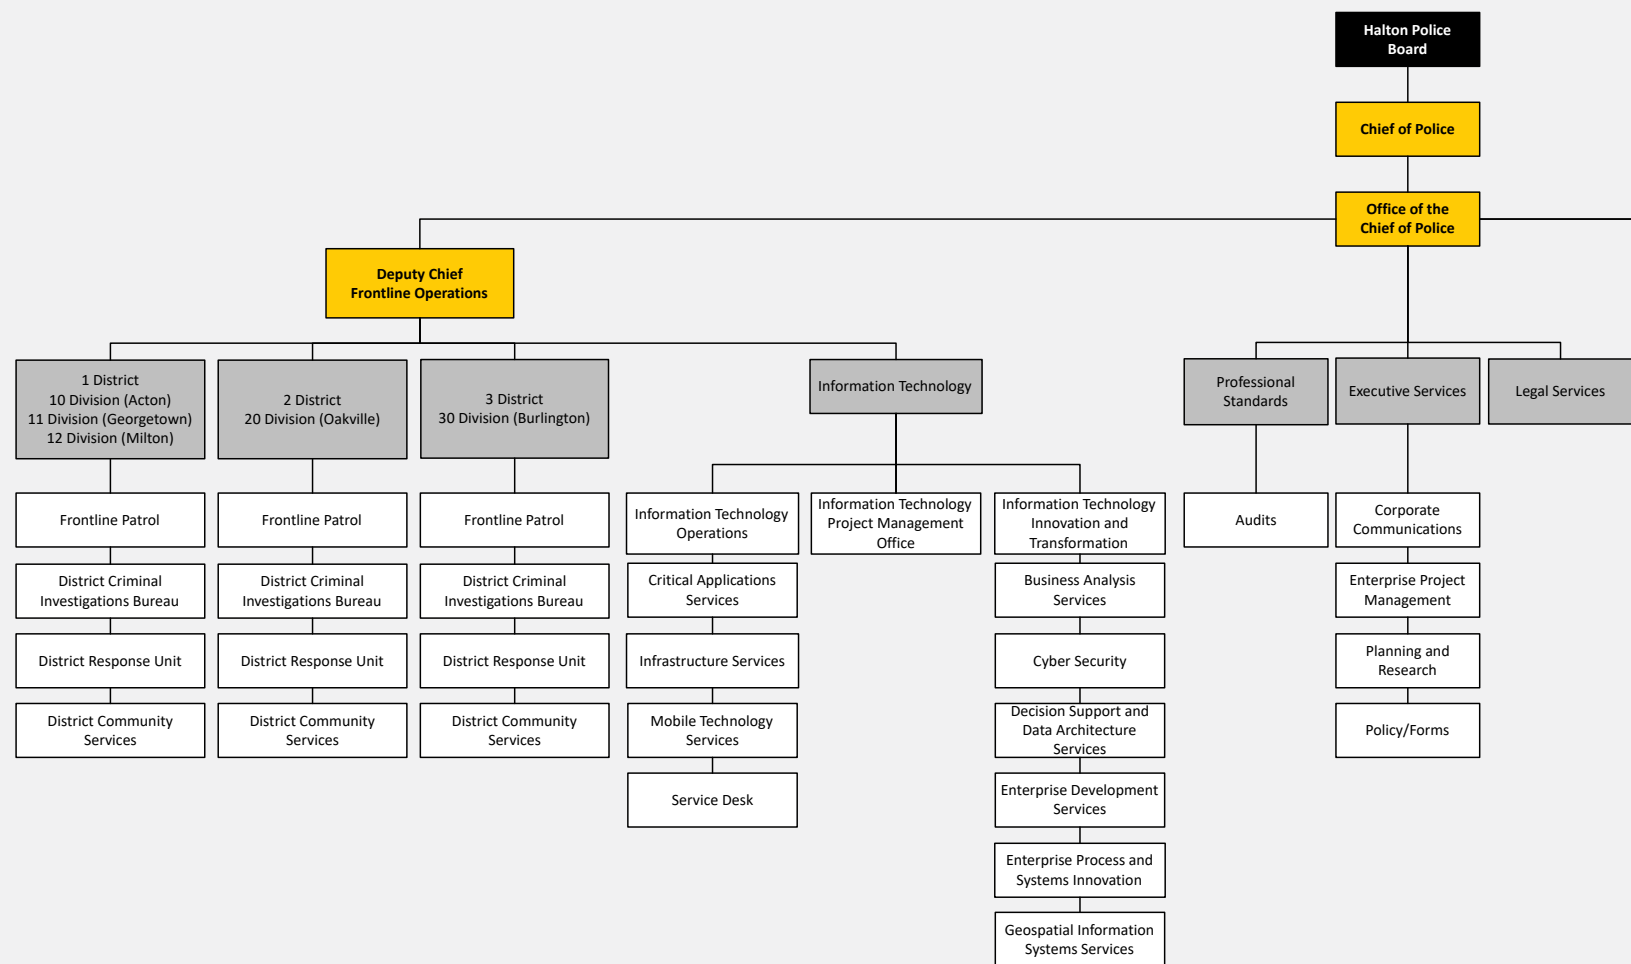 Halton Police
Board
Chief of Police
Office of the
Chief of Police
Deputy Chief
Frontline Operations
1 District
10 Division (Acton)
11 Division (Georgetown)
12 Division (Milton)
2 District
20 Division (Oakville)
3 District
30 Division (Burlington)
Information Technology
Professional
Standards
Executive Services
Legal Services
Frontline Patrol
District Criminal
Investigations Bureau
District Response Unit
District Community
Services
Frontline Patrol
District Criminal
Investigations Bureau
District Response Unit
District Community
Services
Frontline Patrol
District Criminal
Investigations Bureau
District Response Unit
District Community
Services
Information Technology
Operations
Critical Applications
Services
Infrastructure Services
Mobile Technology
Services
Service Desk
Information Technology
Project Management
Office
Information Technology
Innovation and
Transformation
Business Analysis
Services
Cyber Security
Decision Support and
Data Architecture
Services
Enterprise Development
Services
Enterprise Process and
Systems Innovation
Geospatial Information
Systems Services
Audits
Corporate
Communications
Enterprise Project
Management
Planning and
Research
Policy/Forms